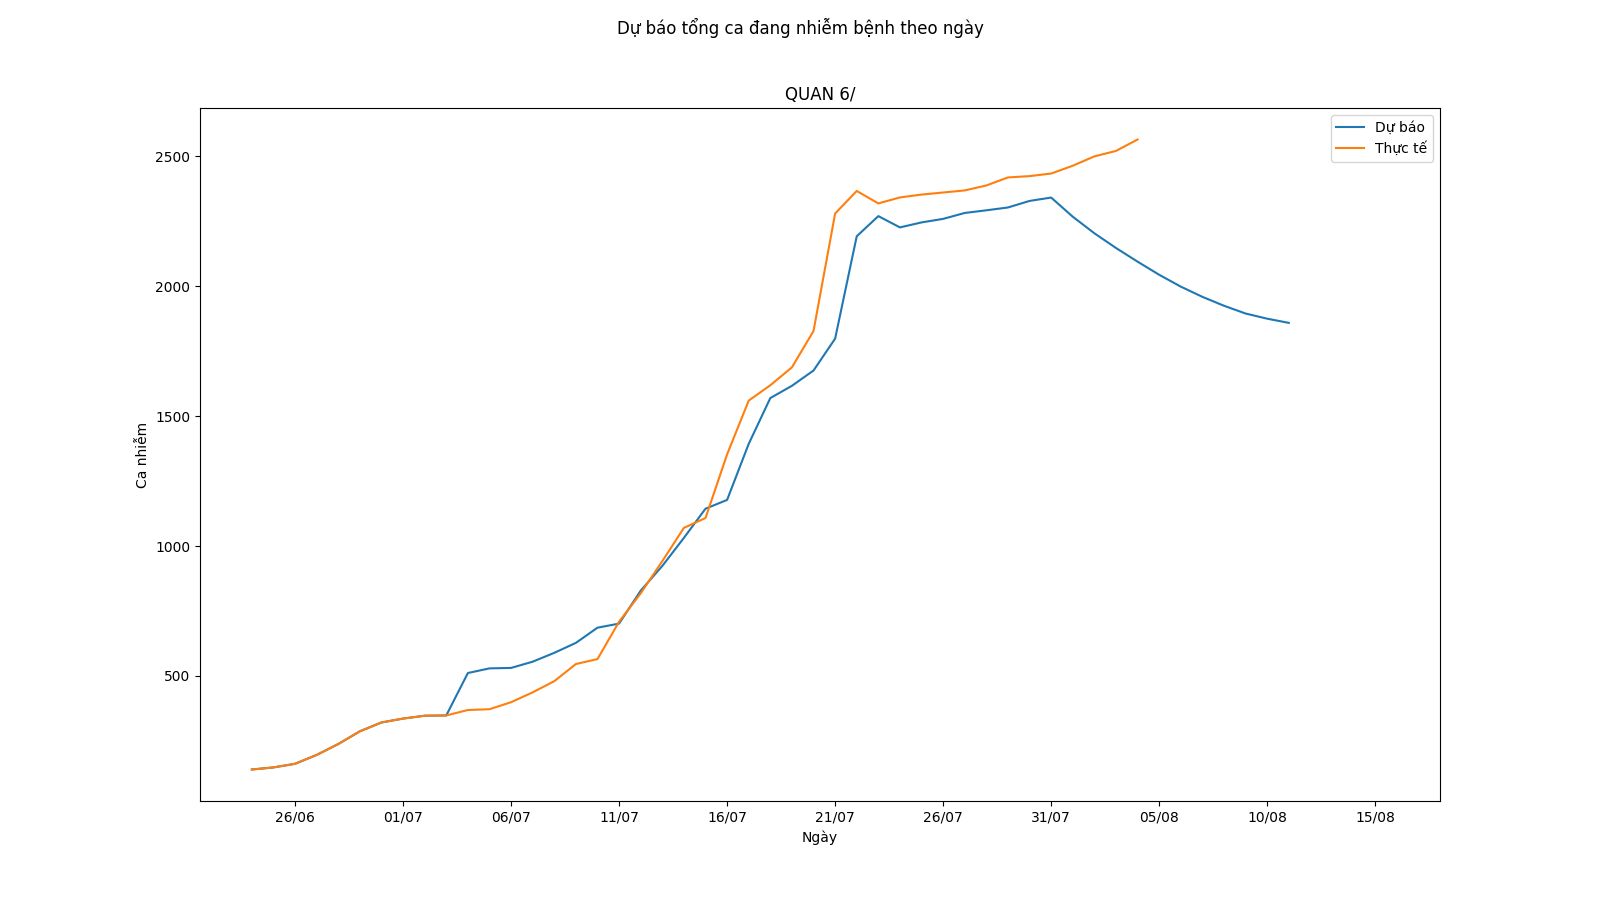 Dự báo tổng ca đang nhiễm bệnh theo ngày
QUAN 6/
Dự báo
Thực tế
2500
2000
1500
1000
500
Ca nhiễm
26/06
01/07
06/07
11/07
16/07
21/07
26/07
31/07
05/08
10/08
15/08
Ngày